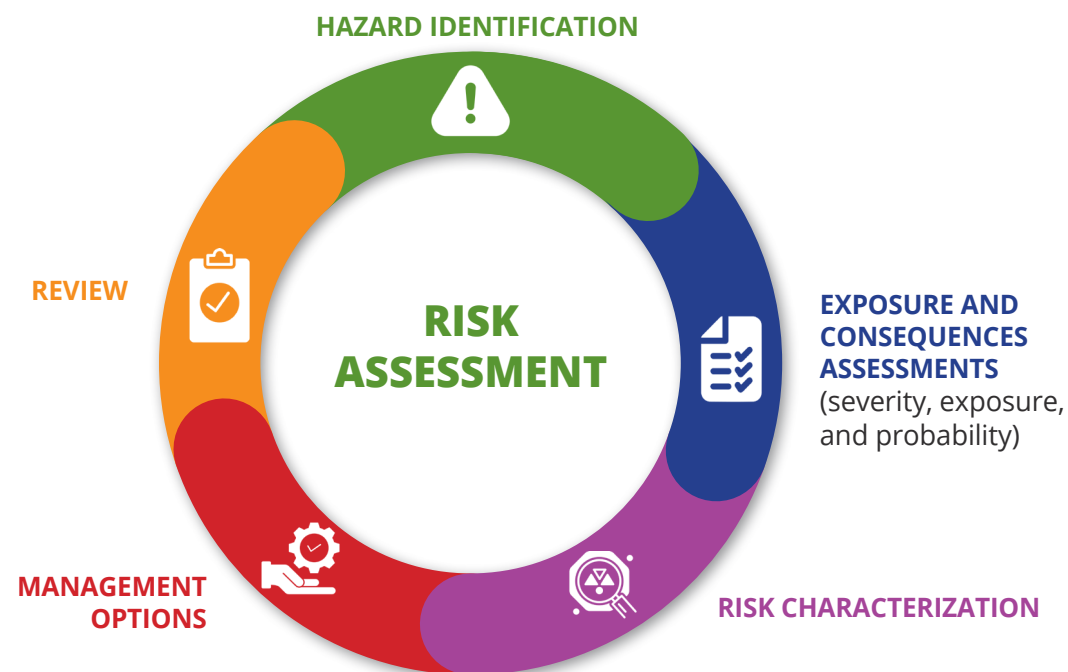 HAZARD IDENTIFICATION
RISK
ASSESSMENT
EXPOSURE AND
CONSEQUENCES
ASSESSMENTS
(severity, exposure,
and probability)
RISK CHARACTERIZATION
MANAGEMENT
OPTIONS
REVIEW